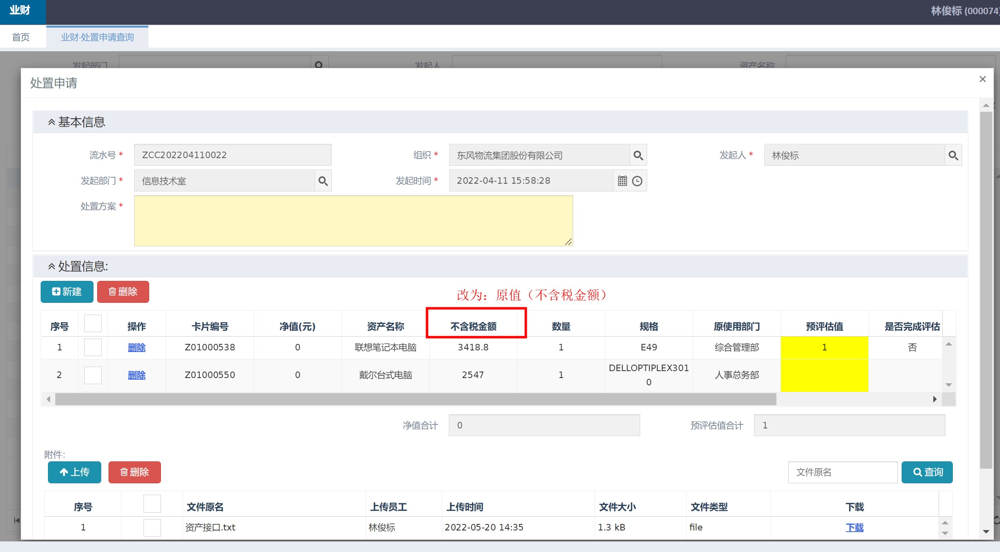 业财
林俊标 (000074)
首页
业财-处置申请查询
发起部门
发起人
资产名称
处置申请
×
基本信息
流水号 * ZCC202204110022
组织 * 东风物流集团股份有限公司
发起人 * 林俊标
发起部门 * 信息技术室
发起时间 * 2022-04-11 15:58:28
处置方案 *
处置信息:
新建 删除
改为：原值（不含税金额）
序号 操作 卡片编号 净值(元) 资产名称 不含税金额 数量 规格 原使用部门 预评估值 是否完成评估
1 删除 Z01000538 0 联想笔记本电脑 3418.8 1 E49 综合管理部 1 否
2 删除 Z01000550 0 戴尔台式电脑 2547 1 DELLOPTIPLEX301
0 人事总务部
净值合计 0 预评估值合计 1
附件:
上传 删除 文件原名 查询
序号 文件原名 上传员工 上传时间 文件大小 文件类型 下载
1 资产接口.txt 林俊标 2022-05-20 14:35 1.3 kB file 下载